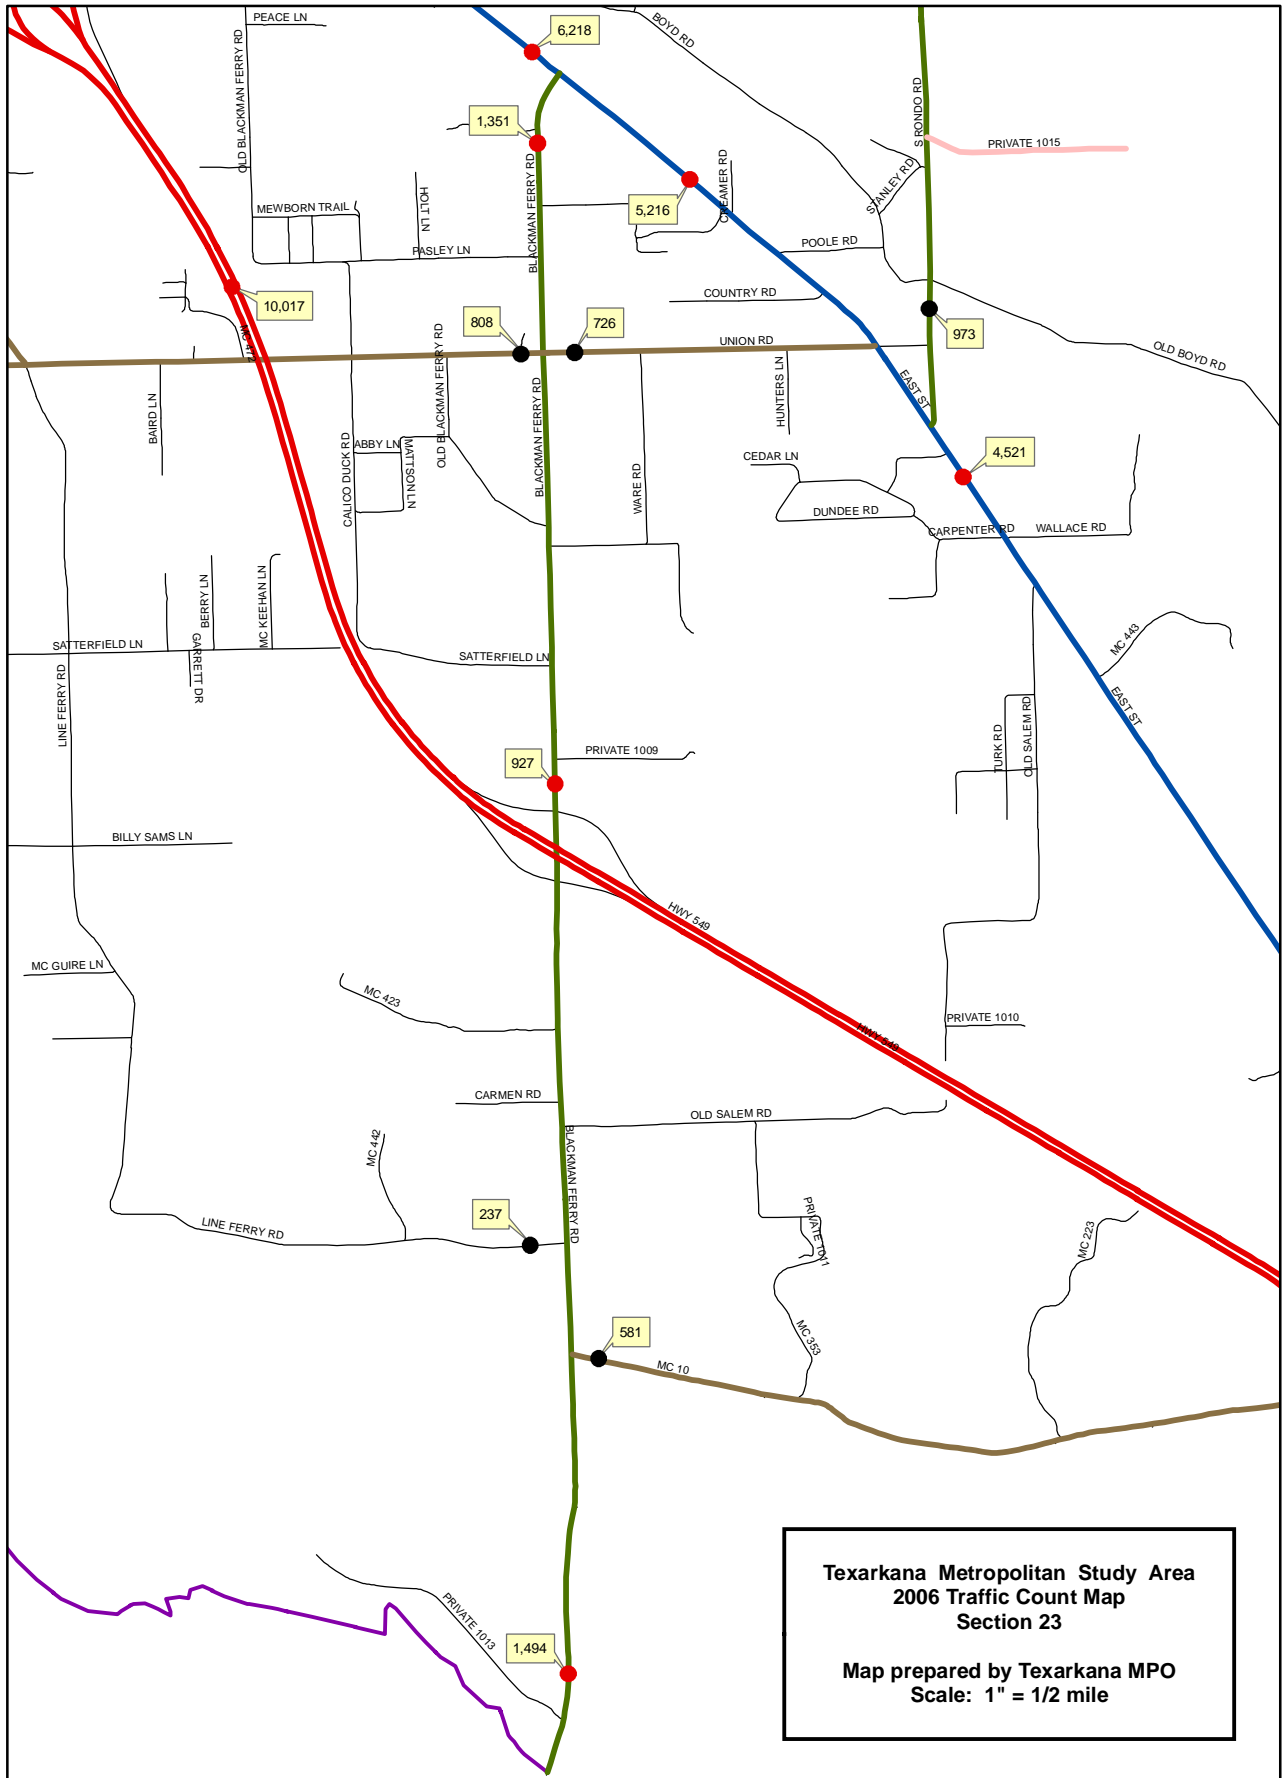 PEACE LN
6,218
BOYD RD
OLD BLACKMAN FERRY RD
S RONDO RD
1,351
PRIVATE 1015
STANLEY RD
CREAMER RD
HOLT LN
BLACKMAN FERRY RD
MEWBORN TRAIL
5,216
POOLE RD
PASLEY LN
COUNTRY RD
10,017
808
726
973
MC 472
UNION RD
OLD BOYD RD
OLD BLACKMAN FERRY RD
HUNTERS LN
EAST ST
BAIRD LN
BLACKMAN FERRY RD
ABBY LN
MATTSON LN
CALICO DUCK RD
WARE RD
CEDAR LN
4,521
DUNDEE RD
CARPENTER RD
WALLACE RD
BERRY LN
MC KEEHAN LN
MC 443
SATTERFIELD LN
GARRETT DR
SATTERFIELD LN
LINE FERRY RD
EAST ST
TURK RD
OLD SALEM RD
PRIVATE 1009
927
BILLY SAMS LN
HWY 549
MC GUIRE LN
MC 423
PRIVATE 1010
HWY 549
CARMEN RD
OLD SALEM RD
MC 442
BLACKMAN FERRY RD
237
LINE FERRY RD
PRIVATE 1011
MC 223
581
MC 353
MC 10
PRIVATE 1013
1,494
Texarkana Metropolitan Study Area
2006 Traffic Count Map
Section 23
Map prepared by Texarkana MPO
Scale: 1" = 1/2 mile